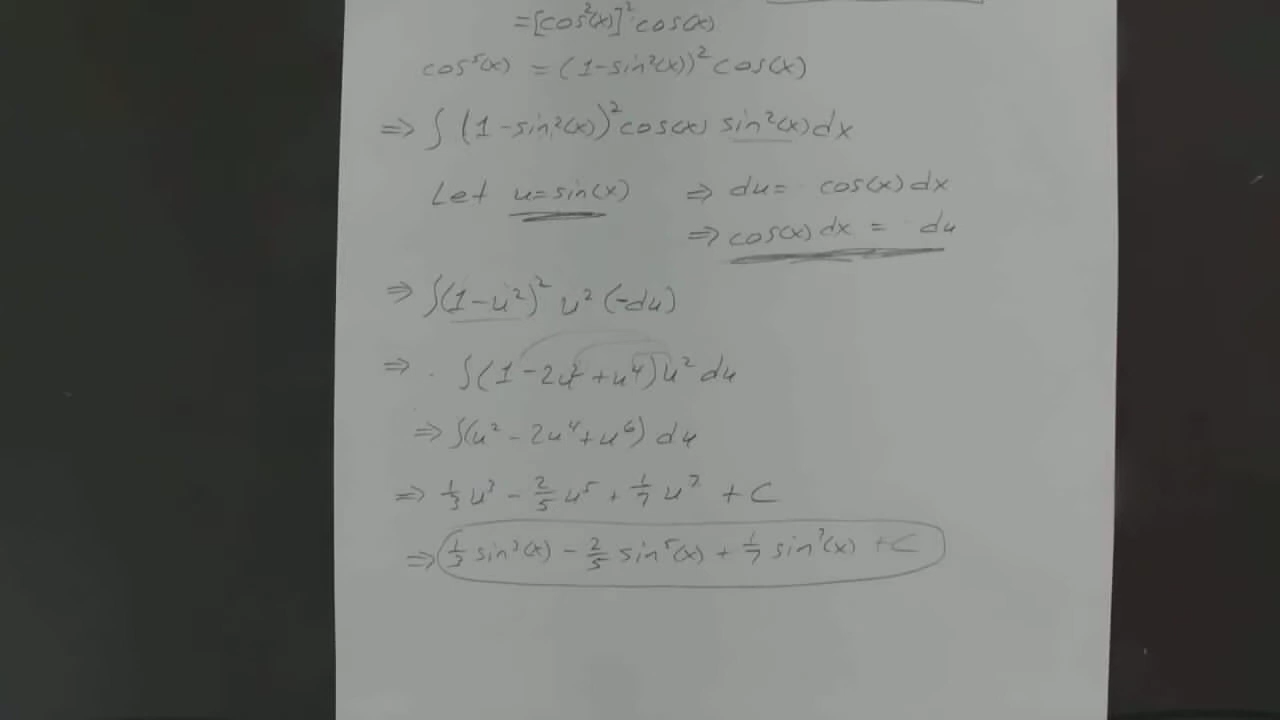 =[cos²(x)]² cos(x)
cos⁵(x) = (1-sin²(x))² cos(x)
⇒ ∫ (1-sin²(x))² cos(x) sin²(x) dx
Let u=sin(x) ⇒ du= cos(x) dx
⇒ cos(x) dx = du
⇒ ∫(1-u²)² u² (-du)
⇒ ∫(1-2u²+u⁴)u² du
⇒ ∫(u²-2u⁴+u⁶) du
⇒ 1/3 u³ - 2/5 u⁵ + 1/7 u⁷ + C
⇒ 1/3 sin³(x) - 2/5 sin⁵(x) + 1/7 sin⁷(x) + C